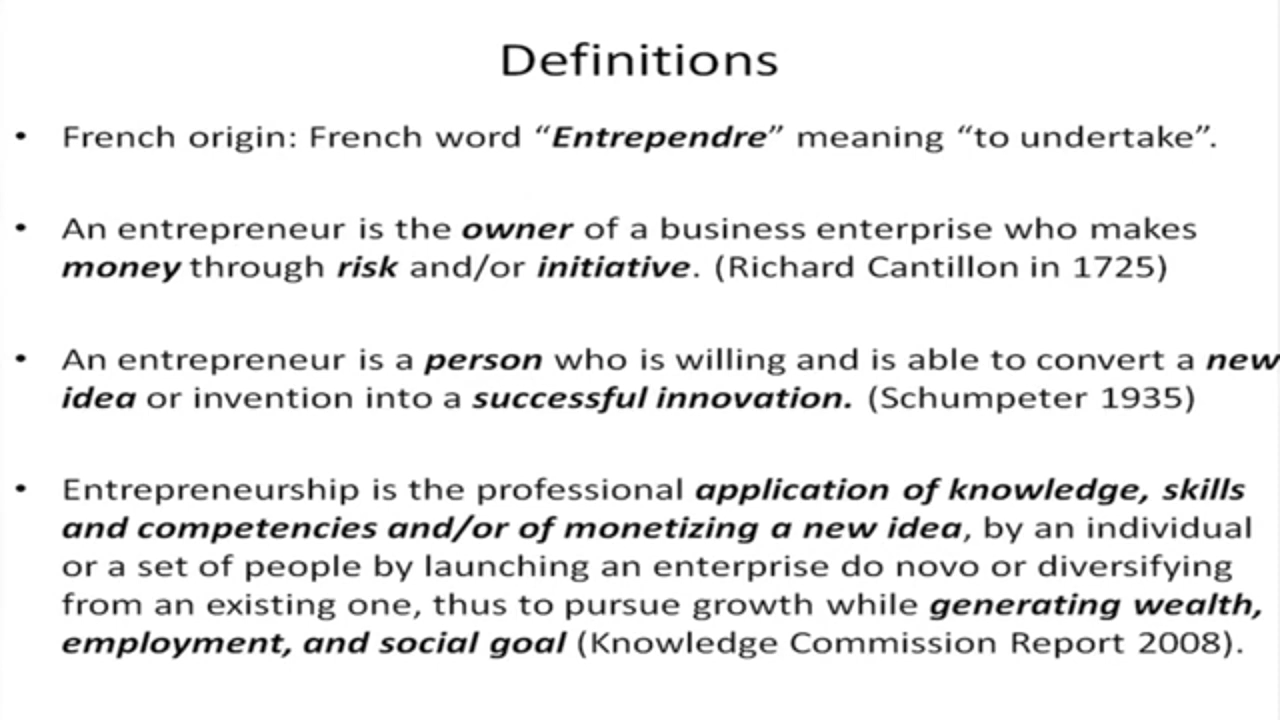 Definitions
• French origin: French word “Entrependre” meaning “to undertake”.
• An entrepreneur is the owner of a business enterprise who makes
money through risk and/or initiative. (Richard Cantillon in 1725)
• An entrepreneur is a person who is willing and is able to convert a new
idea or invention into a successful innovation. (Schumpeter 1935)
• Entrepreneurship is the professional application of knowledge, skills
and competencies and/or of monetizing a new idea, by an individual
or a set of people by launching an enterprise do novo or diversifying
from an existing one, thus to pursue growth while generating wealth,
employment, and social goal (Knowledge Commission Report 2008).